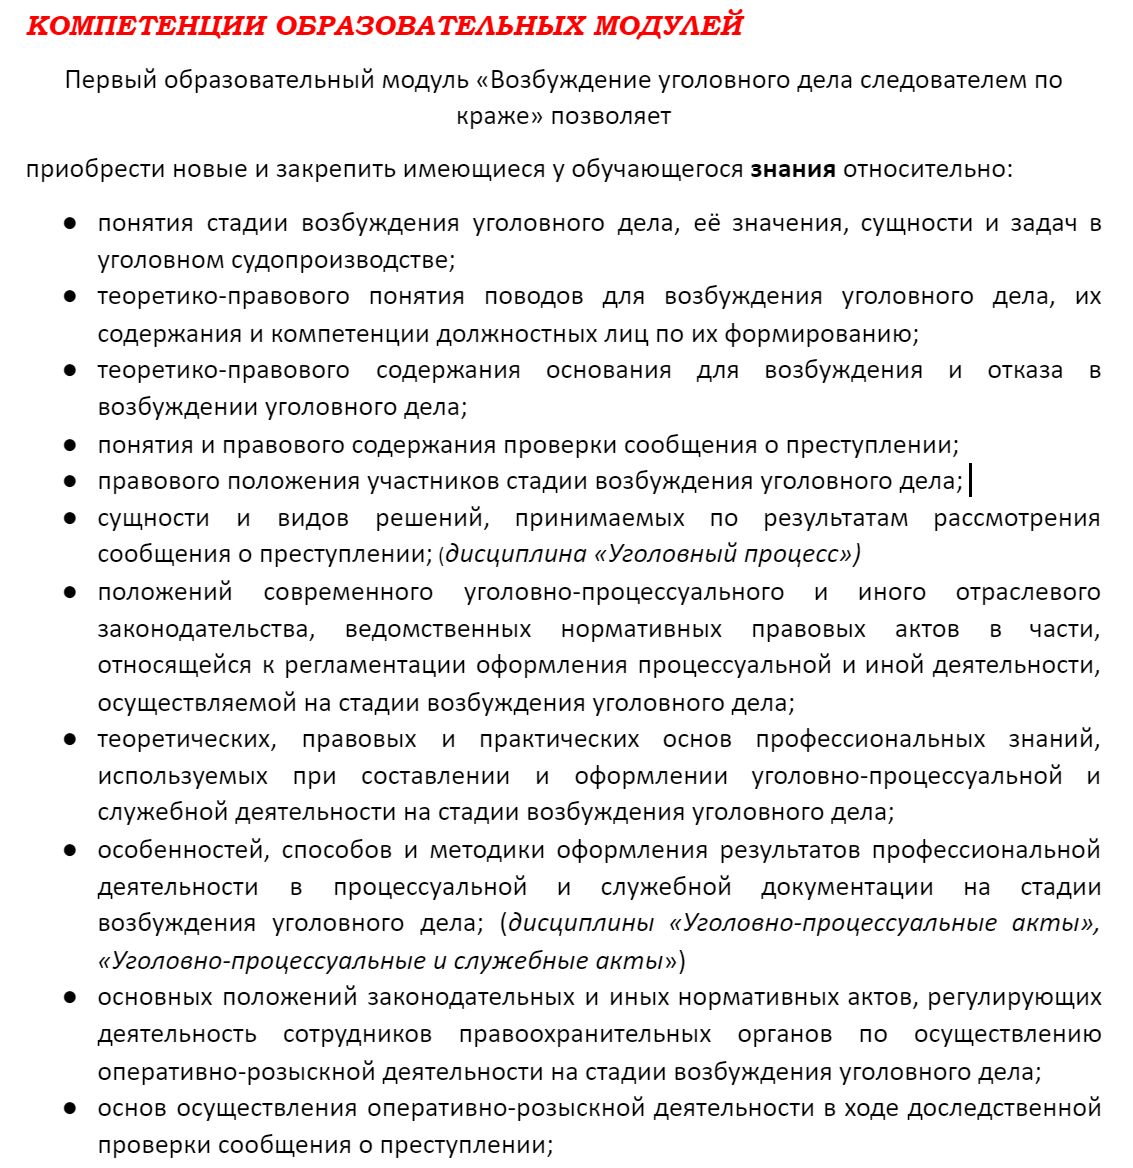 КОМПЕТЕНЦИИ ОБРАЗОВАТЕЛЬНЫХ МОДУЛЕЙ
Первый образовательный модуль «Возбуждение уголовного дела следователем по
краже» позволяет
приобрести новые и закрепить имеющиеся у обучающегося знания относительно:
● понятия стадии возбуждения уголовного дела, её значения, сущности и задач в
уголовном судопроизводстве;
● теоретико-правового понятия поводов для возбуждения уголовного дела, их
содержания и компетенции должностных лиц по их формированию;
● теоретико-правового содержания основания для возбуждения и отказа в
возбуждении уголовного дела;
● понятия и правового содержания проверки сообщения о преступлении;
● правового положения участников стадии возбуждения уголовного дела;
● сущности и видов решений, принимаемых по результатам рассмотрения
сообщения о преступлении; (дисциплина «Уголовный процесс»)
● положений современного уголовно-процессуального и иного отраслевого
законодательства, ведомственных нормативных правовых актов в части,
относящейся к регламентации оформления процессуальной и иной деятельности,
осуществляемой на стадии возбуждения уголовного дела;
● теоретических, правовых и практических основ профессиональных знаний,
используемых при составлении и оформлении уголовно-процессуальной и
служебной деятельности на стадии возбуждения уголовного дела;
● особенностей, способов и методики оформления результатов профессиональной
деятельности в процессуальной и служебной документации на стадии
возбуждения уголовного дела; (дисциплины «Уголовно-процессуальные акты»,
«Уголовно-процессуальные и служебные акты»)
● основных положений законодательных и иных нормативных актов, регулирующих
деятельность сотрудников правоохранительных органов по осуществлению
оперативно-розыскной деятельности на стадии возбуждения уголовного дела;
● основ осуществления оперативно-розыскной деятельности в ходе доследственной
проверки сообщения о преступлении;